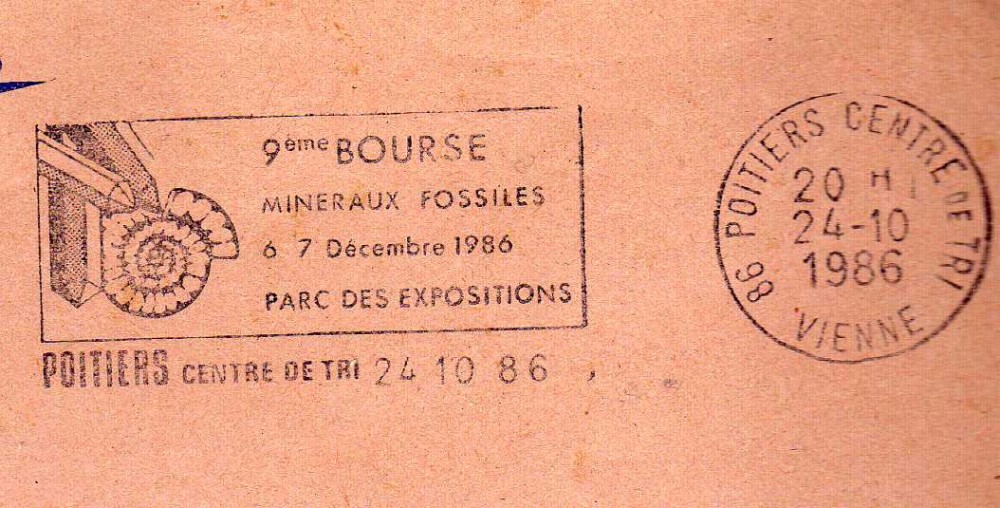 9ème BOURSE
MINERAUX FOSSILES
6 7 Décembre 1986
PARC DES EXPOSITIONS
POITIERS CENTRE DE TRI 24 10 86
86 POITIERS CENTRE DE TRI
20 H
24-10
1986
VIENNE